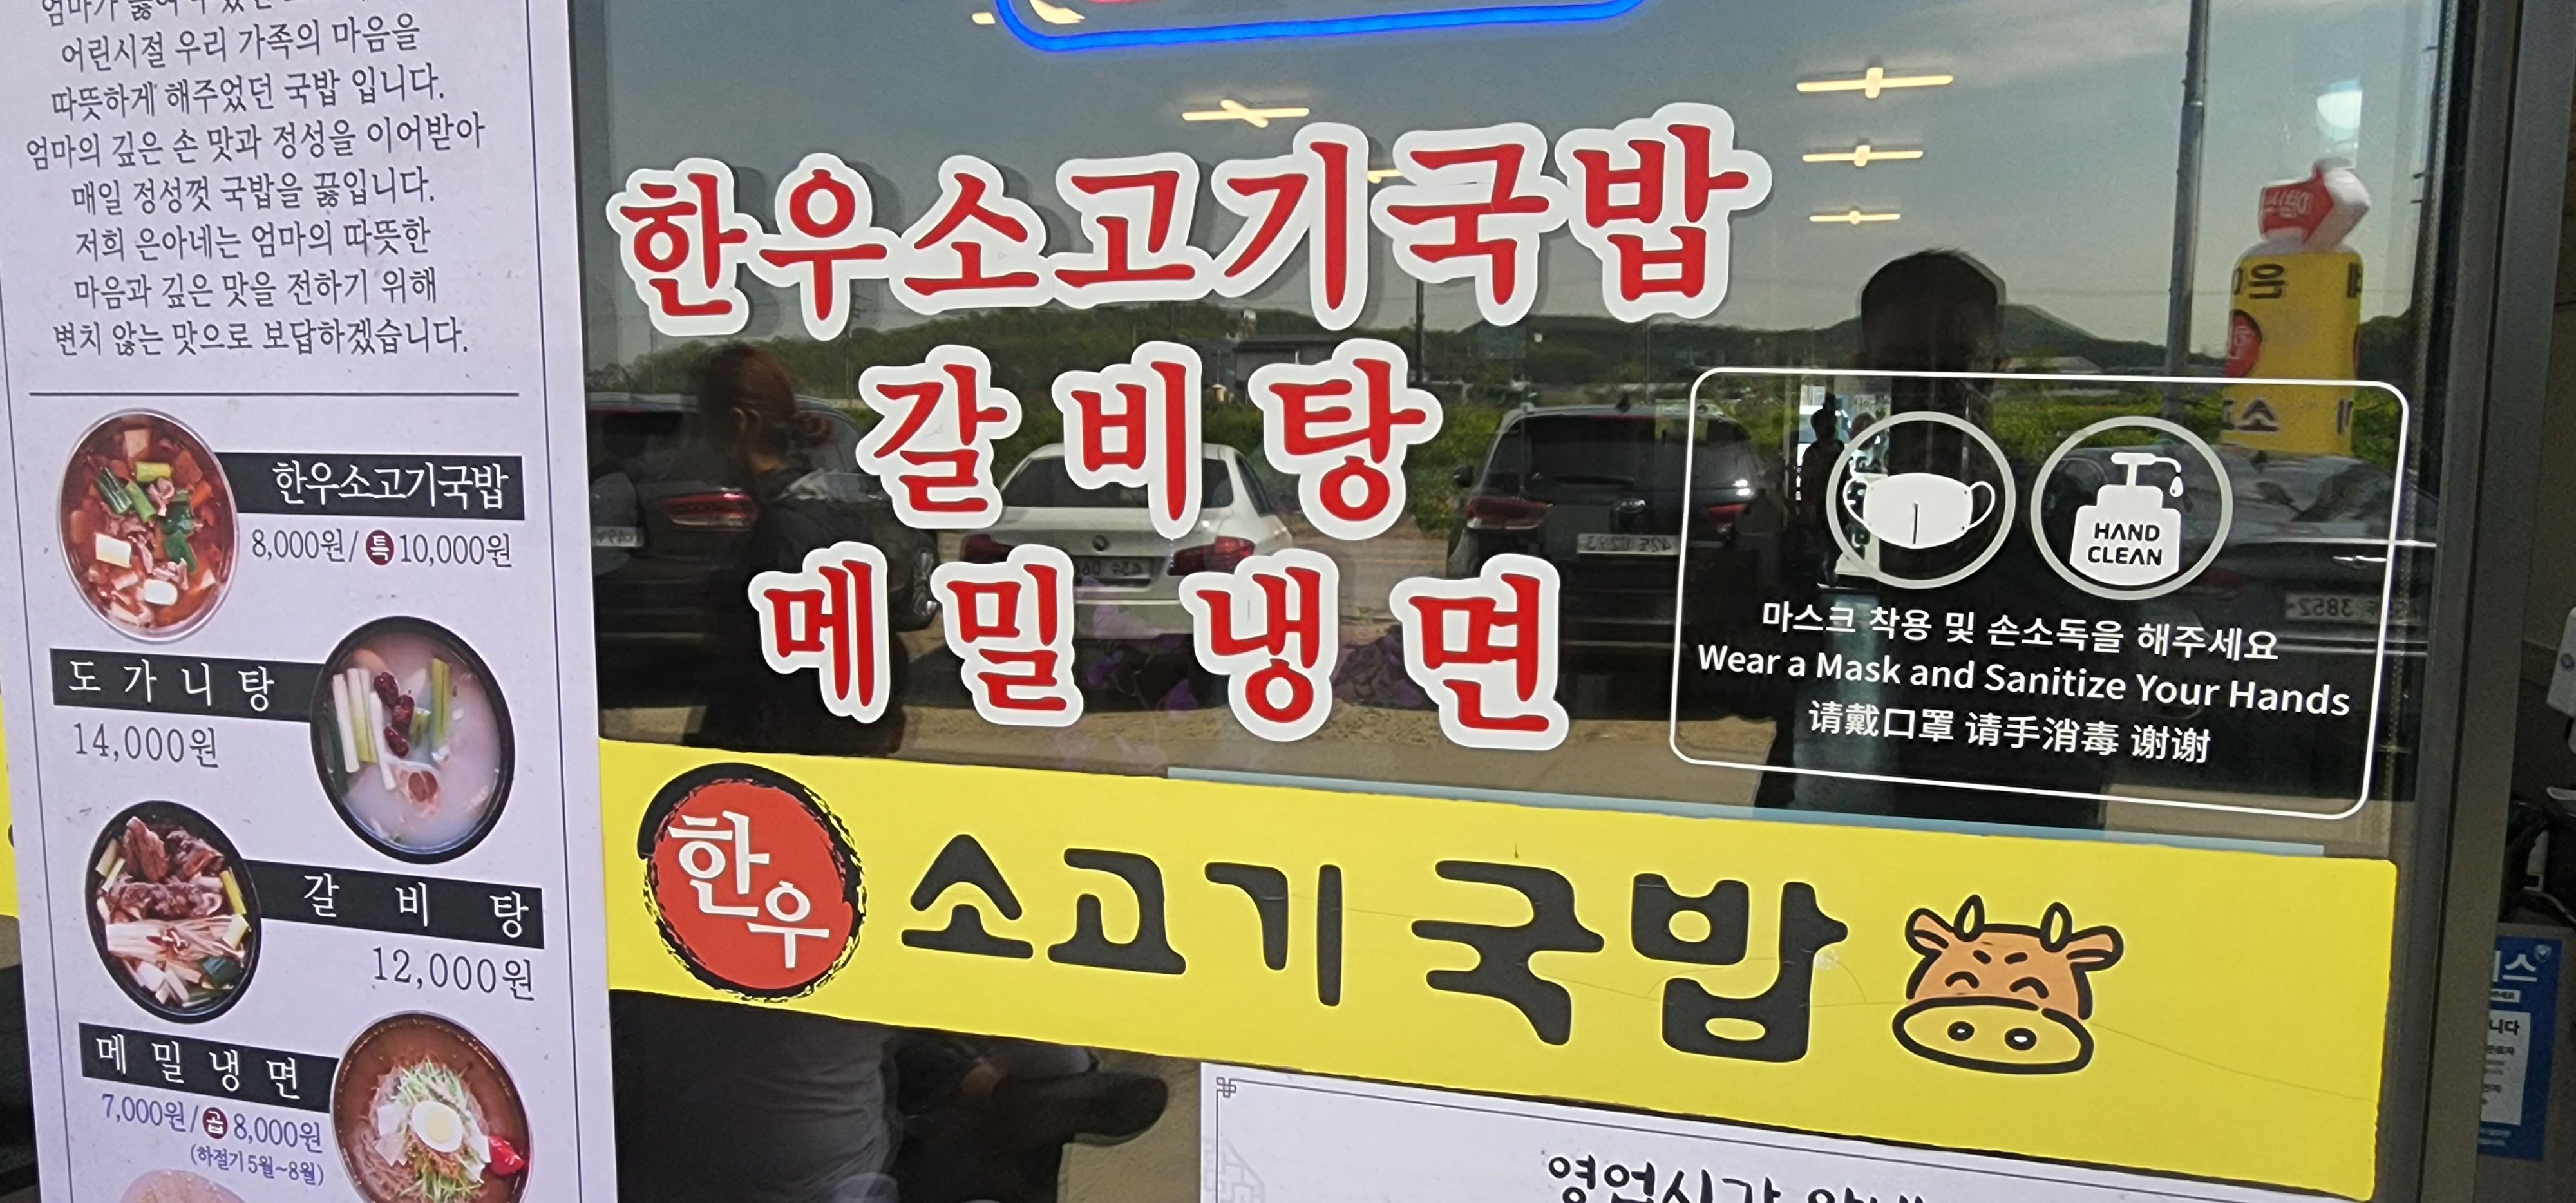 어린시절 우리 가족의 마음을
따뜻하게 해주었던 국밥 입니다.
엄마의 깊은 손 맛과 정성을 이어받아
매일 정성껏 국밥을 끓입니다.
저희 은아네는 엄마의 따뜻한
마음과 깊은 맛을 전하기 위해
변치 않는 맛으로 보답하겠습니다.
한우소고기국밥
8,000원/특10,000원
도가니탕
14,000원
갈비탕
12,000원
메밀냉면
7,000원/곱8,000원
(하절기5월~8월)
한우소고기국밥
갈비탕
메밀 냉면
HAND
CLEAN
마스크 착용 및 손소독을 해주세요
Wear a Mask and Sanitize Your Hands
请戴口罩 请手消毒 谢谢
한우 소고기국밥
영업시간